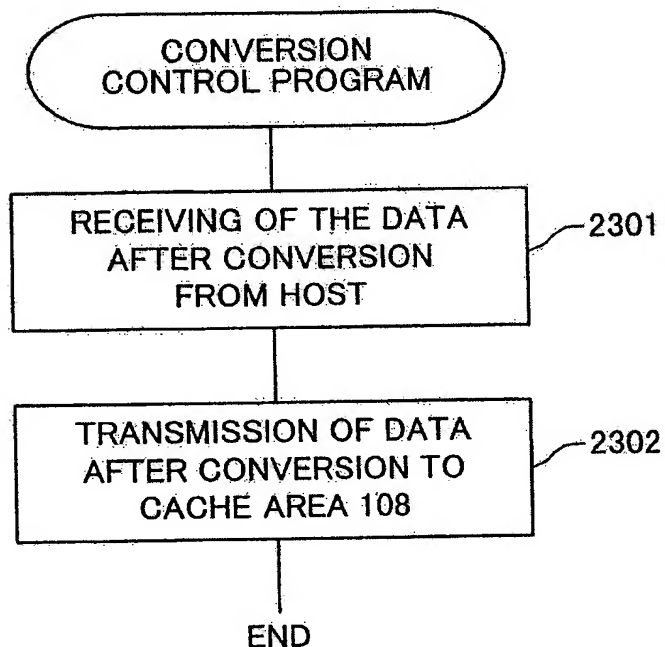 CONVERSION
CONTROL PROGRAM
RECEIVING OF THE DATA
AFTER CONVERSION
FROM HOST
2301
TRANSMISSION OF DATA
AFTER CONVERSION TO
CACHE AREA 108
2302
END